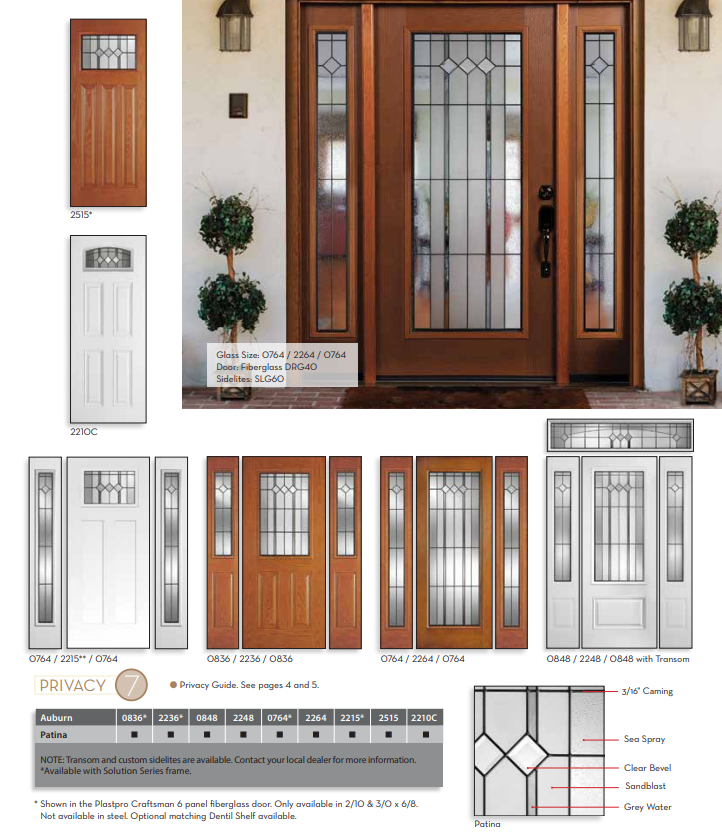 2515*
2210C
Glass Size: 0764 / 2264 / 0764
Door: Fiberglass DRG40
Sidelites: SLG60
0764 / 2215** / 0764
0836 / 2236 / 0836
0764 / 2264 / 0764
0848 / 2248 / 0848 with Transom
PRIVACY 7
Privacy Guide. See pages 4 and 5.
Auburn 0836* 2236* 0848 2248 0764* 2264 2215* 2515 2210C
Patina ■ ■ ■ ■ ■ ■ ■ ■ ■
NOTE: Transom and custom sidelites are available. Contact your local dealer for more information.
*Available with Solution Series frame.
* Shown in the Plastpro Craftsman 6 panel fiberglass door. Only available in 2/10 & 3/0 x 6/8.
Not available in steel. Optional matching Dentil Shelf available.
3/16" Caming
Sea Spray
Clear Bevel
Sandblast
Grey Water
Patina